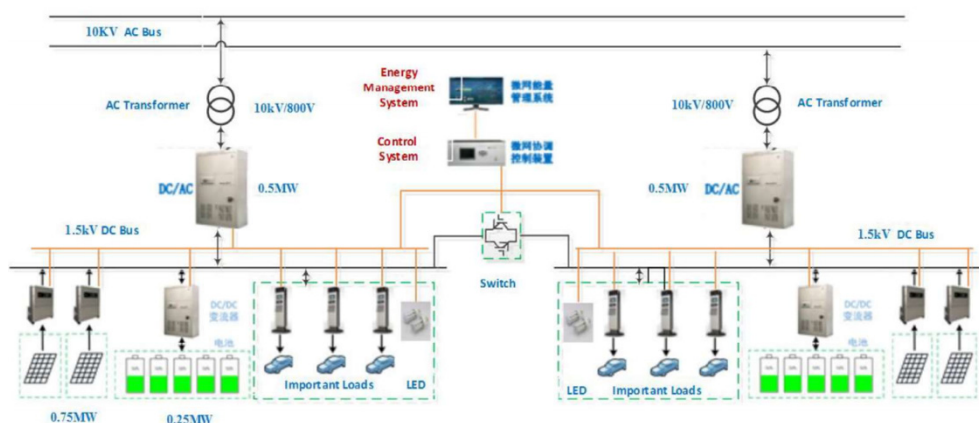 10KV AC Bus
Energy
Management
System
微网能量
管理系统
AC Transformer
10kV/800V
10kV/800V
AC Transformer
Control
System
微网协调
控制装置
DC/AC
0.5MW
0.5MW
DC/AC
1.5kV DC Bus
1.5kV DC Bus
Switch
DC/DC
变流器
DC/DC
变流器
电池
电池
Important Loads
LED
LED
Important Loads
0.75MW
0.25MW